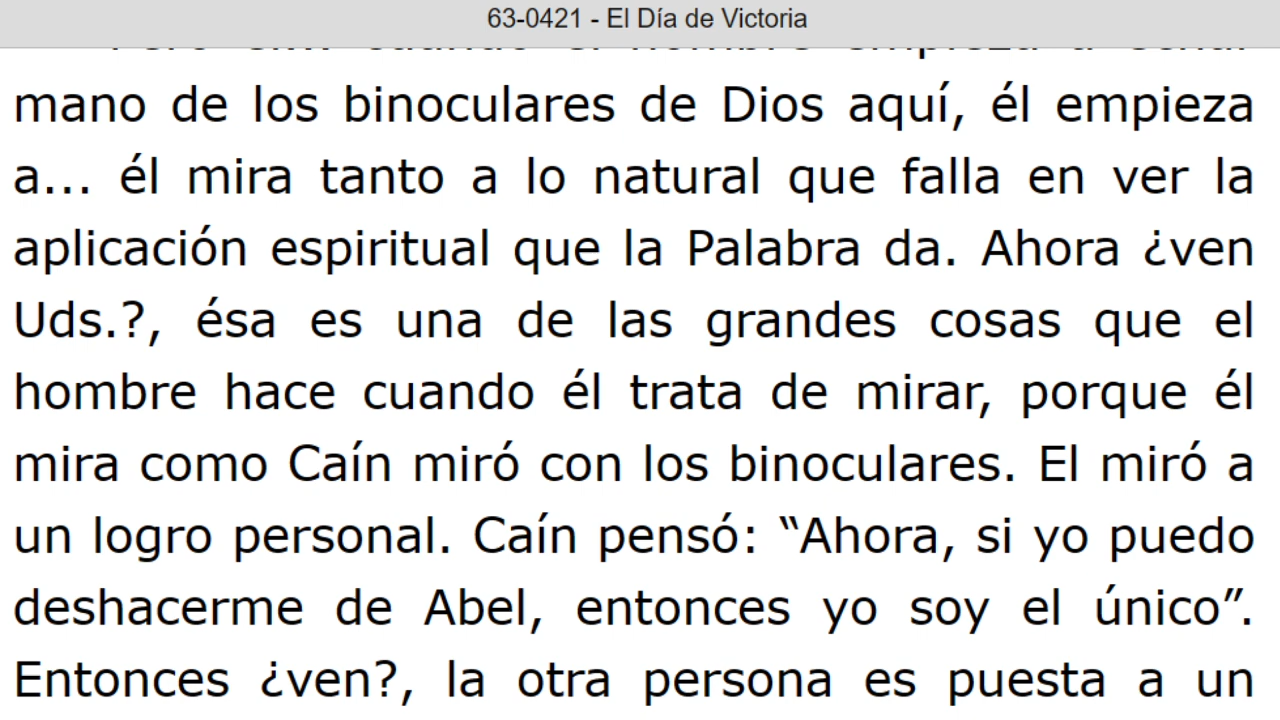 63-0421 - El Día de Victoria
mano de los binoculares de Dios aquí, él empieza
a... él mira tanto a lo natural que falla en ver la
aplicación espiritual que la Palabra da. Ahora ¿ven
Uds.?, ésa es una de las grandes cosas que el
hombre hace cuando él trata de mirar, porque él
mira como Caín miró con los binoculares. El miró a
un logro personal. Caín pensó: “Ahora, si yo puedo
deshacerme de Abel, entonces yo soy el único”.
Entonces ¿ven?, la otra persona es puesta a un